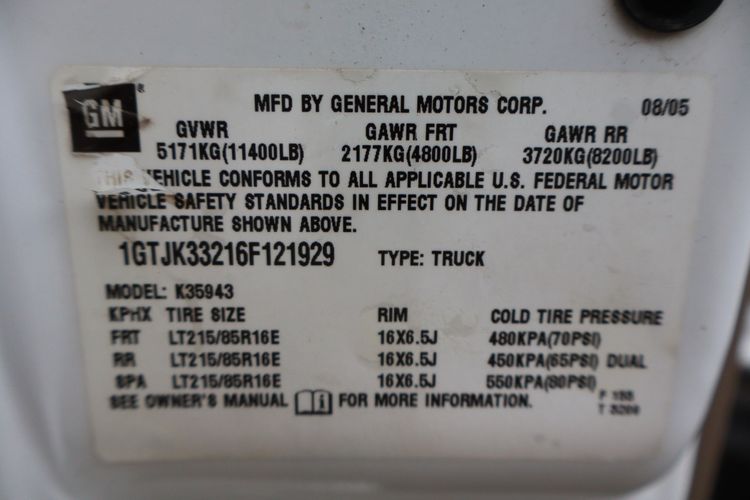 GM ®
MFD BY GENERAL MOTORS CORP. 08/05
GVWR GAWR FRT GAWR RR
5171KG(11400LB) 2177KG(4800LB) 3720KG(8200LB)
THIS VEHICLE CONFORMS TO ALL APPLICABLE U.S. FEDERAL MOTOR
VEHICLE SAFETY STANDARDS IN EFFECT ON THE DATE OF
MANUFACTURE SHOWN ABOVE.
1GTJK33216F121929 TYPE: TRUCK
MODEL: K35943
KPHX TIRE SIZE RIM COLD TIRE PRESSURE
FRT LT215/85R16E 16X6.5J 480KPA(70PSI)
RR LT215/85R16E 16X6.5J 450KPA(65PSI) DUAL
SPA LT215/85R16E 16X6.5J 550KPA(80PSI)
SEE OWNER'S MANUAL FOR MORE INFORMATION.